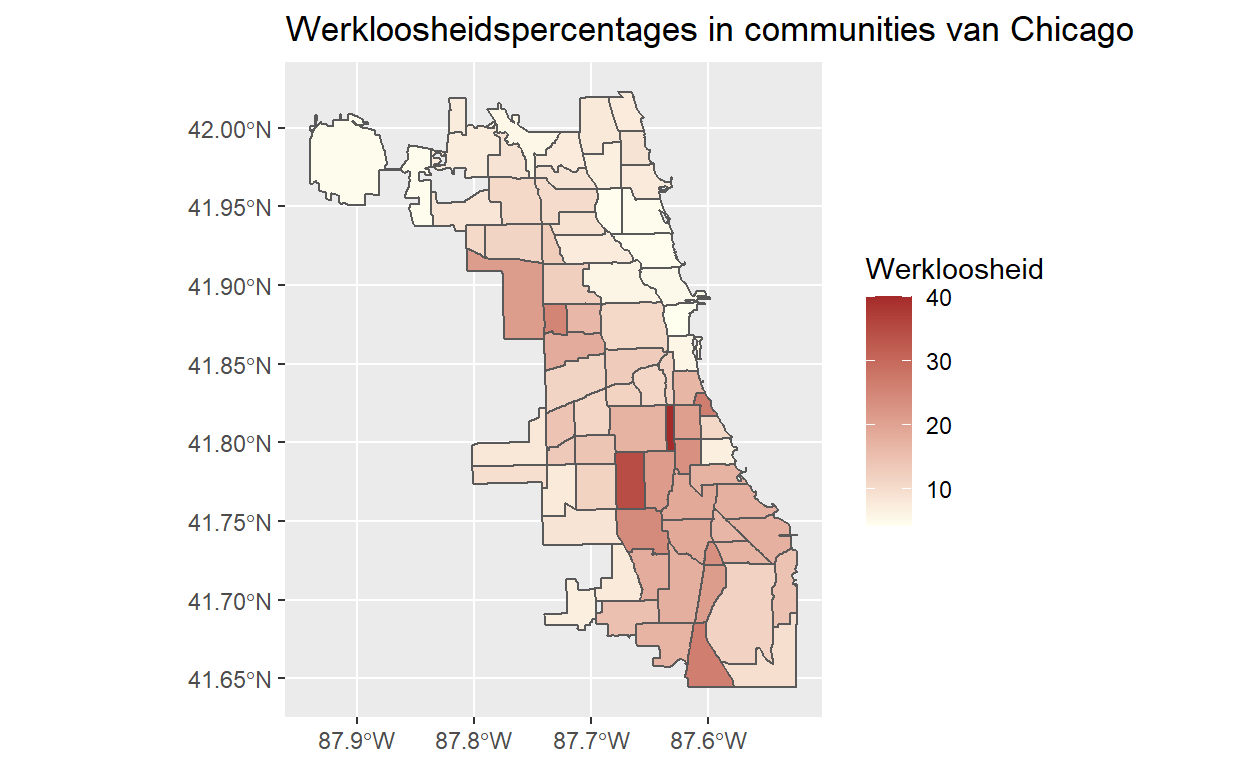 Werkloosheidspercentages in communities van Chicago
42.00°N
41.95°N
41.90°N
41.85°N
41.80°N
41.75°N
41.70°N
41.65°N
87.9°W 87.8°W 87.7°W 87.6°W
Werkloosheid
40
30
20
10